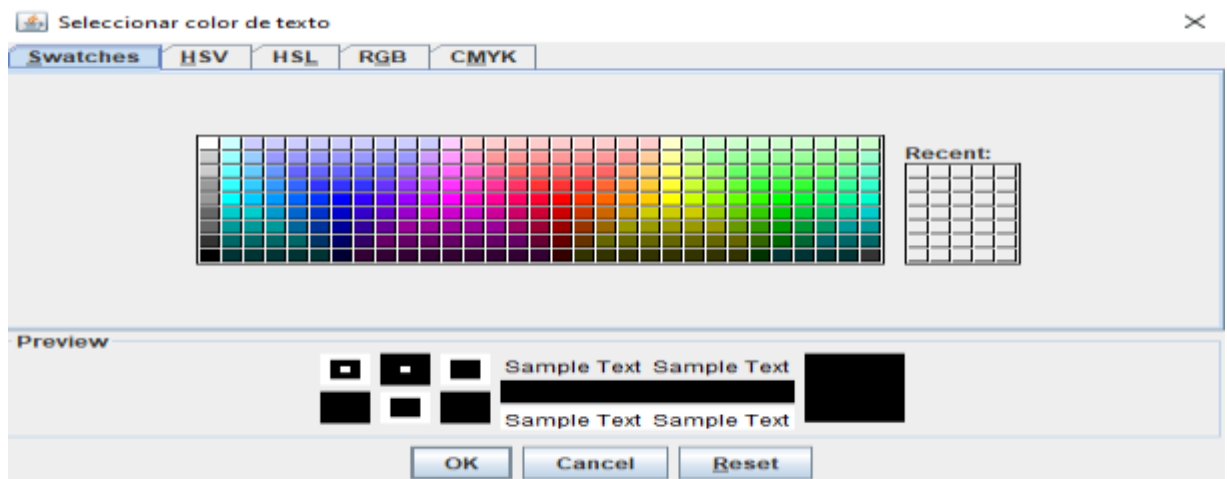 Seleccionar color de texto
Swatches HSV HSL RGB CMYK
Recent:
Preview
Sample Text Sample Text
Sample Text Sample Text
OK Cancel Reset